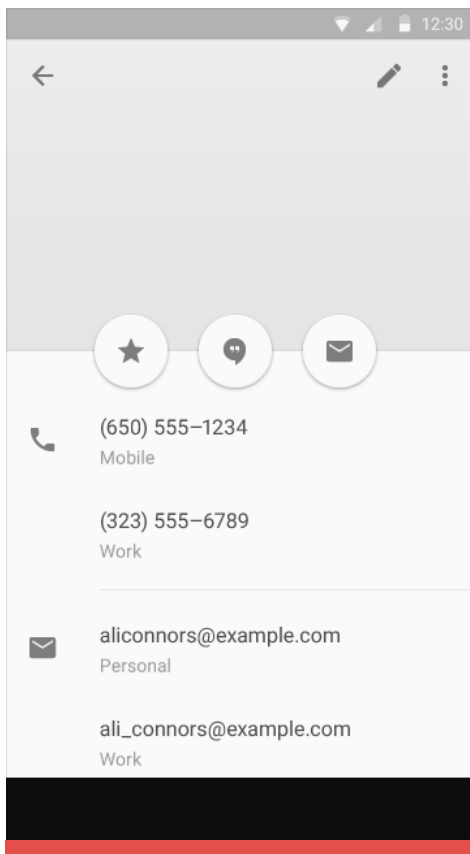 12:30
(650) 555–1234
Mobile
(323) 555–6789
Work
aliconnors@example.com
Personal
ali_connors@example.com
Work